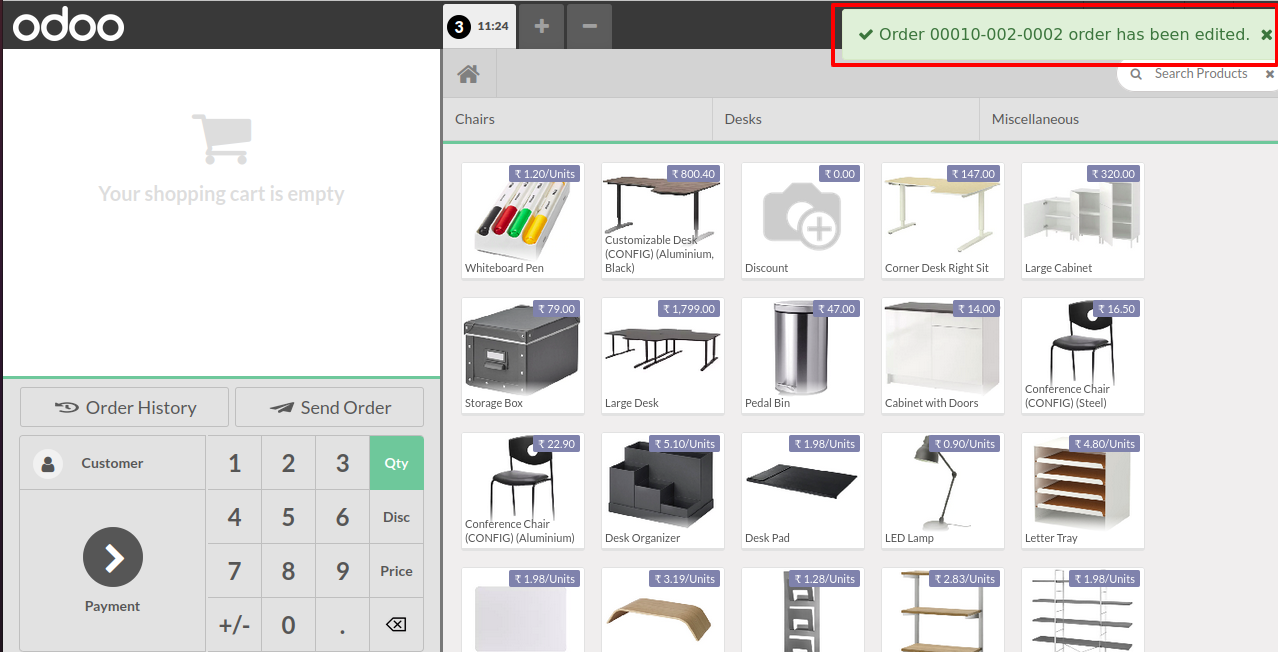 odoo
3 11:24 + −
✔ Order 00010-002-0002 order has been edited. ✖
Search Products ✖
Chairs
Desks
Miscellaneous
Your shopping cart is empty
₹ 1.20/Units
Whiteboard Pen
₹ 800.40
Customizable Desk
(CONFIG) (Aluminium,
Black)
₹ 0.00
Discount
₹ 147.00
Corner Desk Right Sit
₹ 320.00
Large Cabinet
₹ 79.00
Storage Box
₹ 1,799.00
Large Desk
₹ 47.00
Pedal Bin
₹ 14.00
Cabinet with Doors
₹ 16.50
Conference Chair
(CONFIG) (Steel)
₹ 22.90
Conference Chair
(CONFIG) (Aluminium)
₹ 5.10/Units
Desk Organizer
₹ 1.98/Units
Desk Pad
₹ 0.90/Units
LED Lamp
₹ 4.80/Units
Letter Tray
₹ 1.98/Units
₹ 3.19/Units
₹ 1.28/Units
₹ 2.83/Units
₹ 1.98/Units
Order History
Send Order
Customer
1 2 3 Qty
4 5 6 Disc
7 8 9 Price
+/- 0 .
Payment